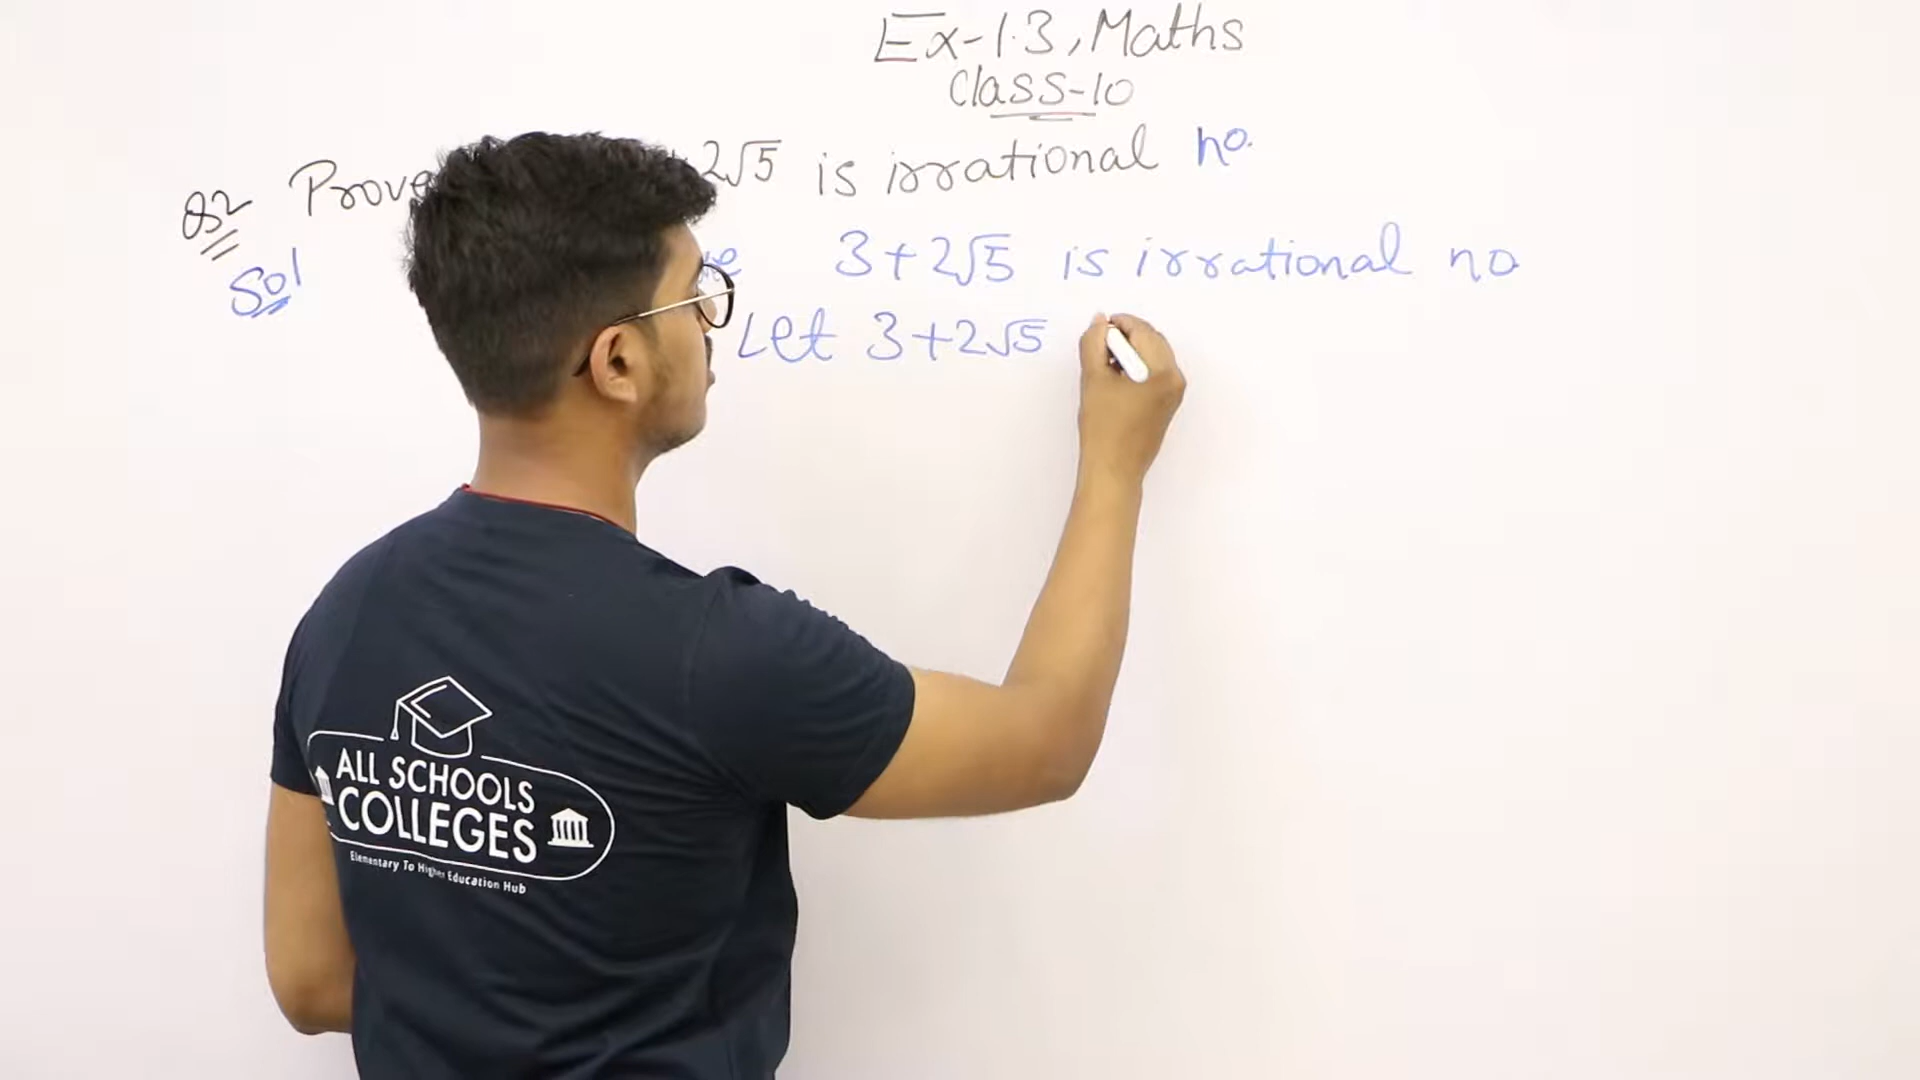 Ex-1.3, Maths
Class-10
Q2 Prove 2√5 is irrational no.
Sol 3+2√5 is irrational no
Let 3+2√5
ALL SCHOOLS
COLLEGES
Elementary To Higher Education Hub